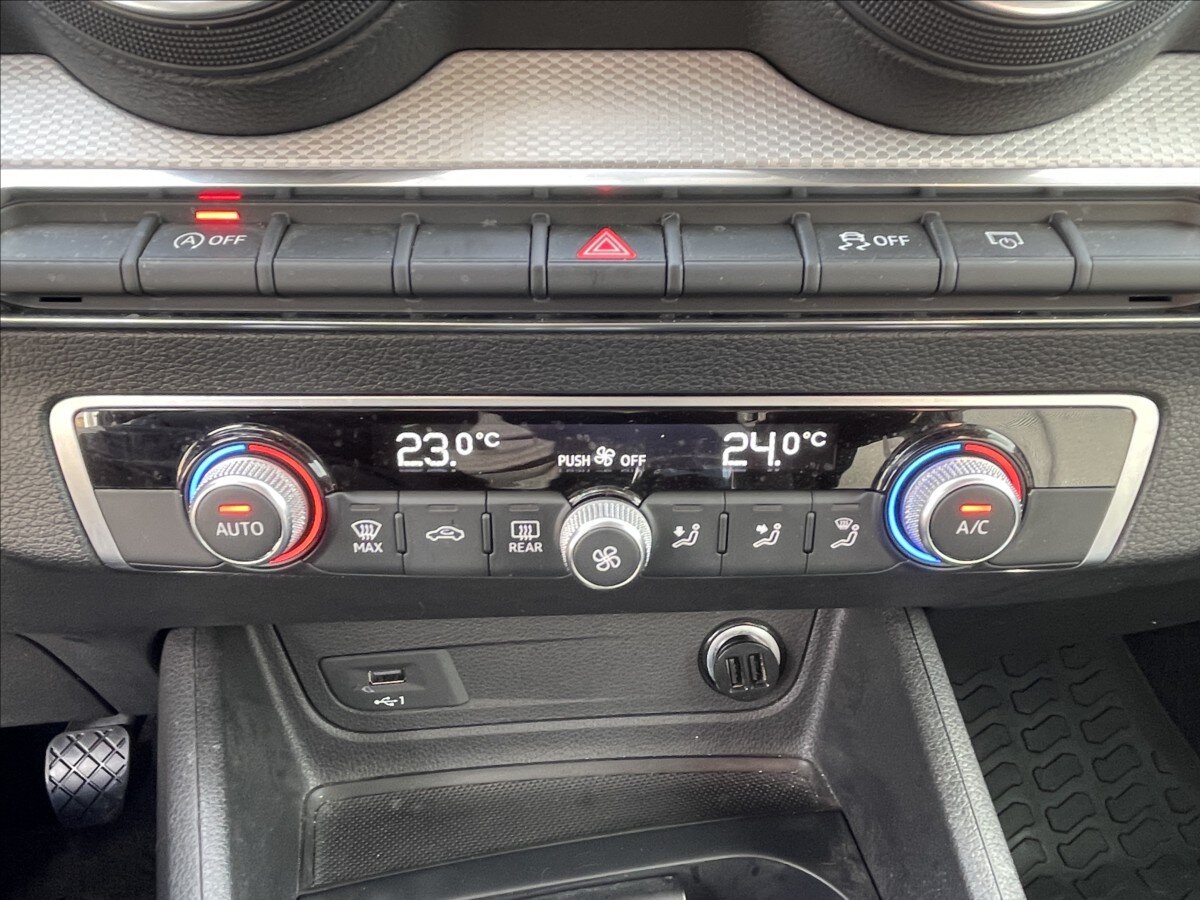 A OFF
OFF
23.0°C
24.0°C
PUSH OFF
AUTO
MAX
REAR
A/C
1